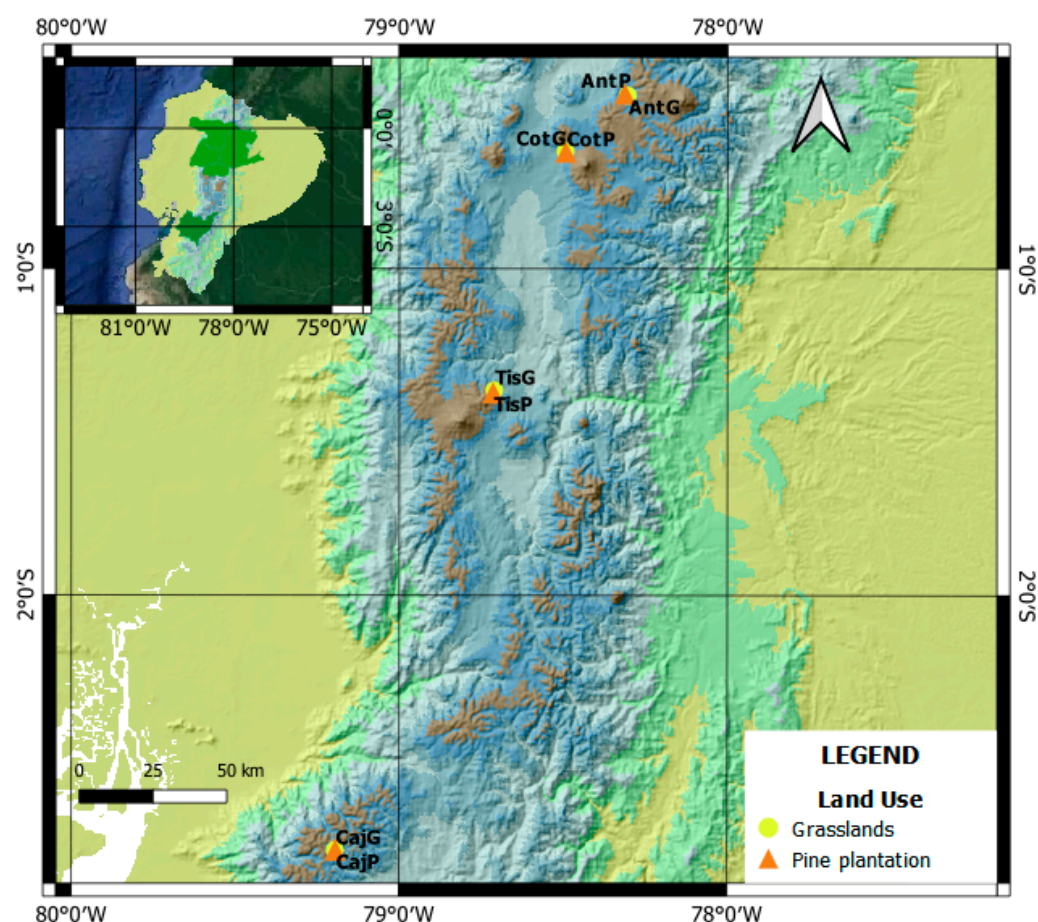 80°0'W 79°0'W 78°0'W
AntP
AntG
CotG CotP
0°0'
3°0'S
81°0'W 78°0'W 75°0'W
1°0'S 1°0'S
TisG
TisP
2°0'S 2°0'S
0 25 50 km
CajG
CajP
LEGEND
Land Use
Grasslands
Pine plantation
80°0'W 79°0'W 78°0'W